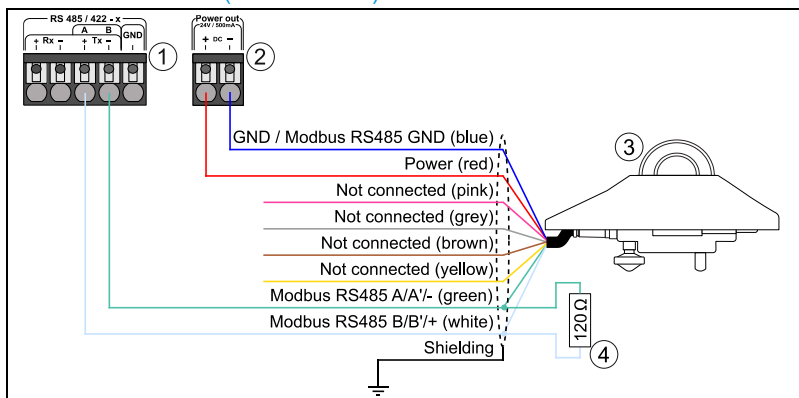 RS 485 / 422 - x
A B
+ Rx − + Tx − GND
1
Power out
24V / 500mA
+ DC −
2
GND / Modbus RS485 GND (blue)
Power (red)
Not connected (pink)
Not connected (grey)
Not connected (brown)
Not connected (yellow)
Modbus RS485 A/A'/- (green)
Modbus RS485 B/B'/+ (white)
Shielding
3
120 Ω
4